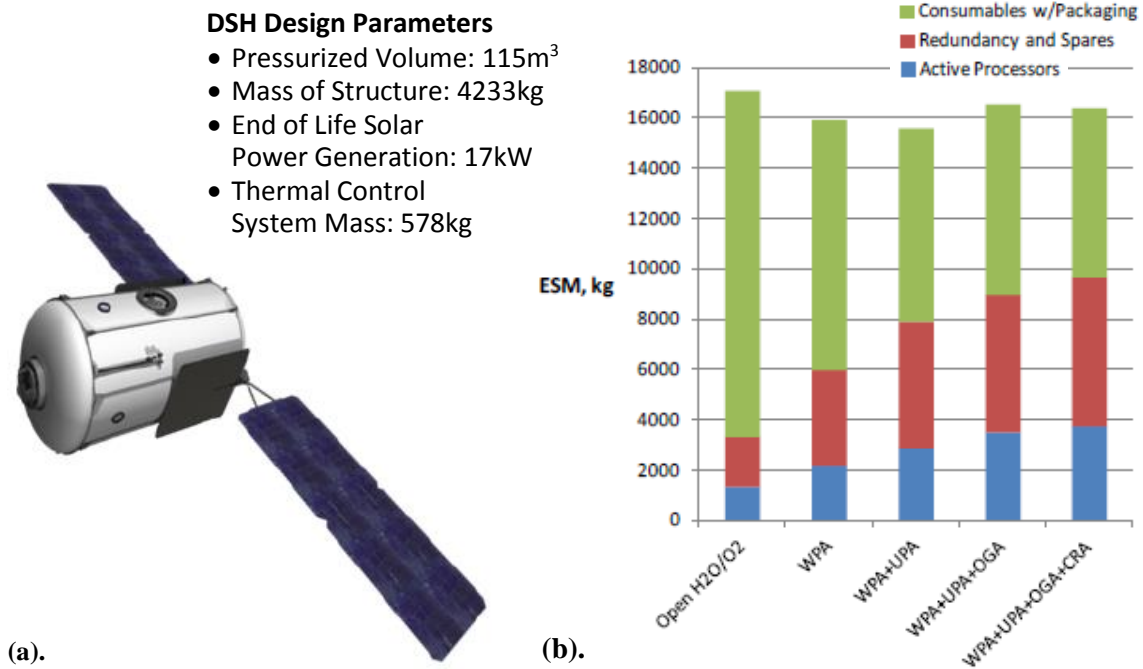 DSH Design Parameters
• Pressurized Volume: 115m³
• Mass of Structure: 4233kg
• End of Life Solar
Power Generation: 17kW
• Thermal Control
System Mass: 578kg
(a).
Consumables w/Packaging
Redundancy and Spares
Active Processors
ESM, kg
18000
16000
14000
12000
10000
8000
6000
4000
2000
0
Open H2O/O2
WPA
WPA+UPA
WPA+UPA+OGA
WPA+UPA+OGA+CRA
(b).